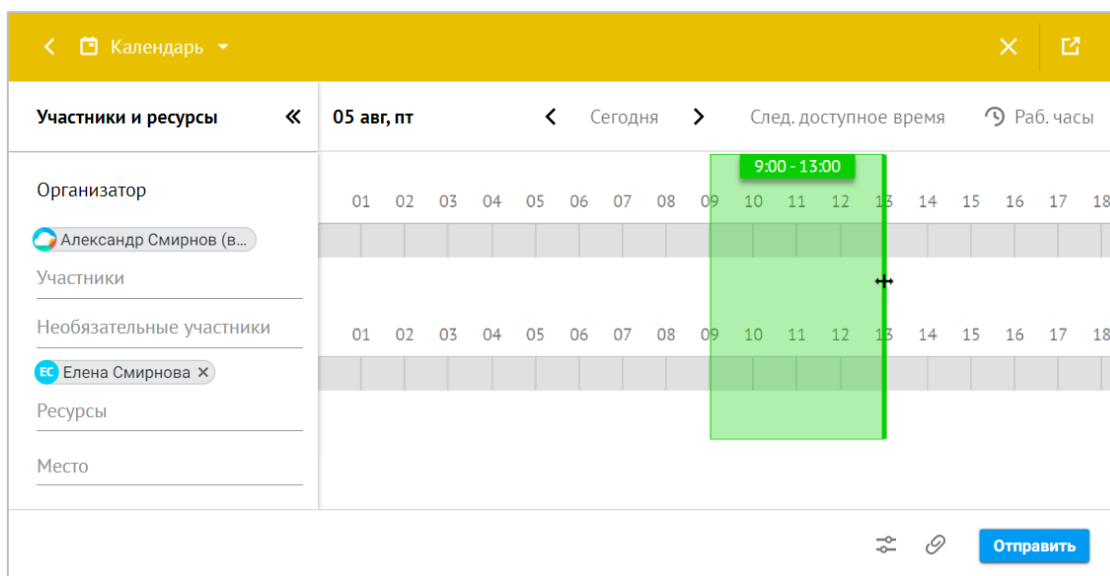 Календарь
Участники и ресурсы 05 авг, пт Сегодня След. доступное время Раб. часы
9:00 - 13:00
Организатор
01 02 03 04 05 06 07 08 09 10 11 12 13 14 15 16 17 18
Александр Смирнов (в...
Участники
Необязательные участники
01 02 03 04 05 06 07 08 09 10 11 12 13 14 15 16 17 18
ЕС Елена Смирнова
Ресурсы
Место
Отправить